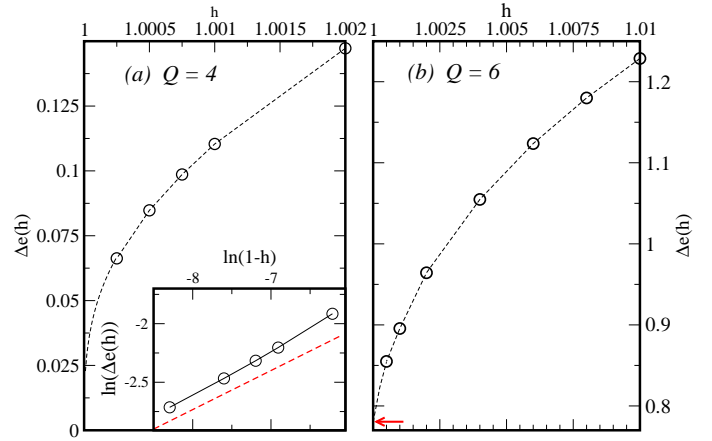 h
h
1 1.0005 1.001 1.0015 1.002
1 1.0025 1.005 1.0075 1.01
(a) Q = 4
(b) Q = 6
0.125
0.1
0.075
0.05
0.025
0
Δe(h)
ln(1-h)
-8 -7
-2
-2.5
ln(Δe(h))
1.2
1.1
1
0.9
0.8
Δe(h)